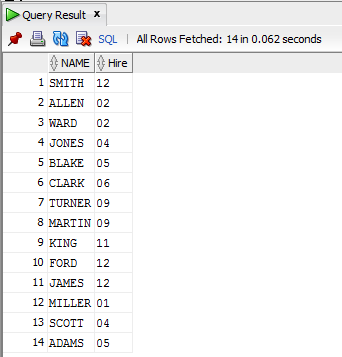 Query Result x
SQL | All Rows Fetched: 14 in 0.062 seconds
NAME Hire
1 SMITH 12
2 ALLEN 02
3 WARD 02
4 JONES 04
5 BLAKE 05
6 CLARK 06
7 TURNER 09
8 MARTIN 09
9 KING 11
10 FORD 12
11 JAMES 12
12 MILLER 01
13 SCOTT 04
14 ADAMS 05